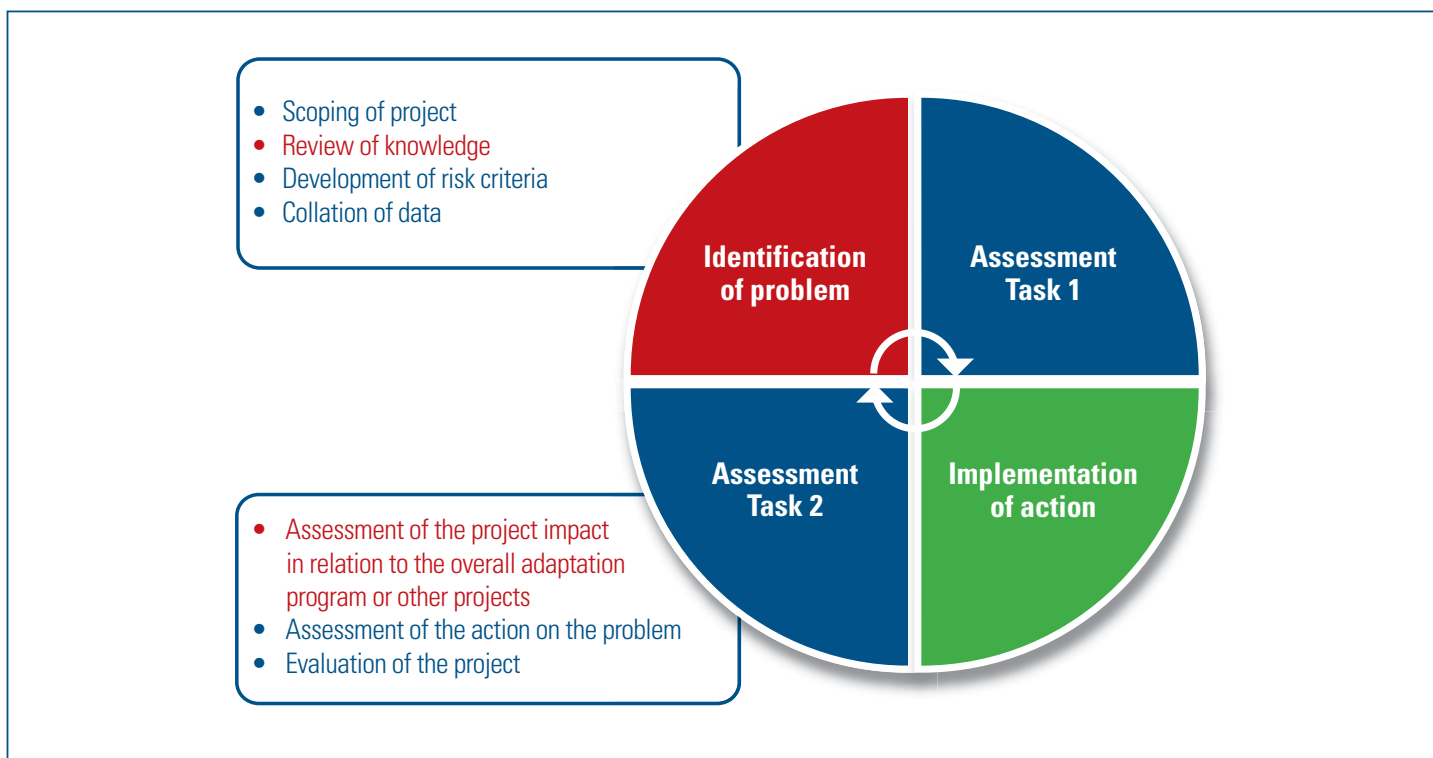 • Scoping of project
• Review of knowledge
• Development of risk criteria
• Collation of data
Identification
of problem
Assessment
Task 1
Assessment
Task 2
Implementation
of action
• Assessment of the project impact
in relation to the overall adaptation
program or other projects
• Assessment of the action on the problem
• Evaluation of the project